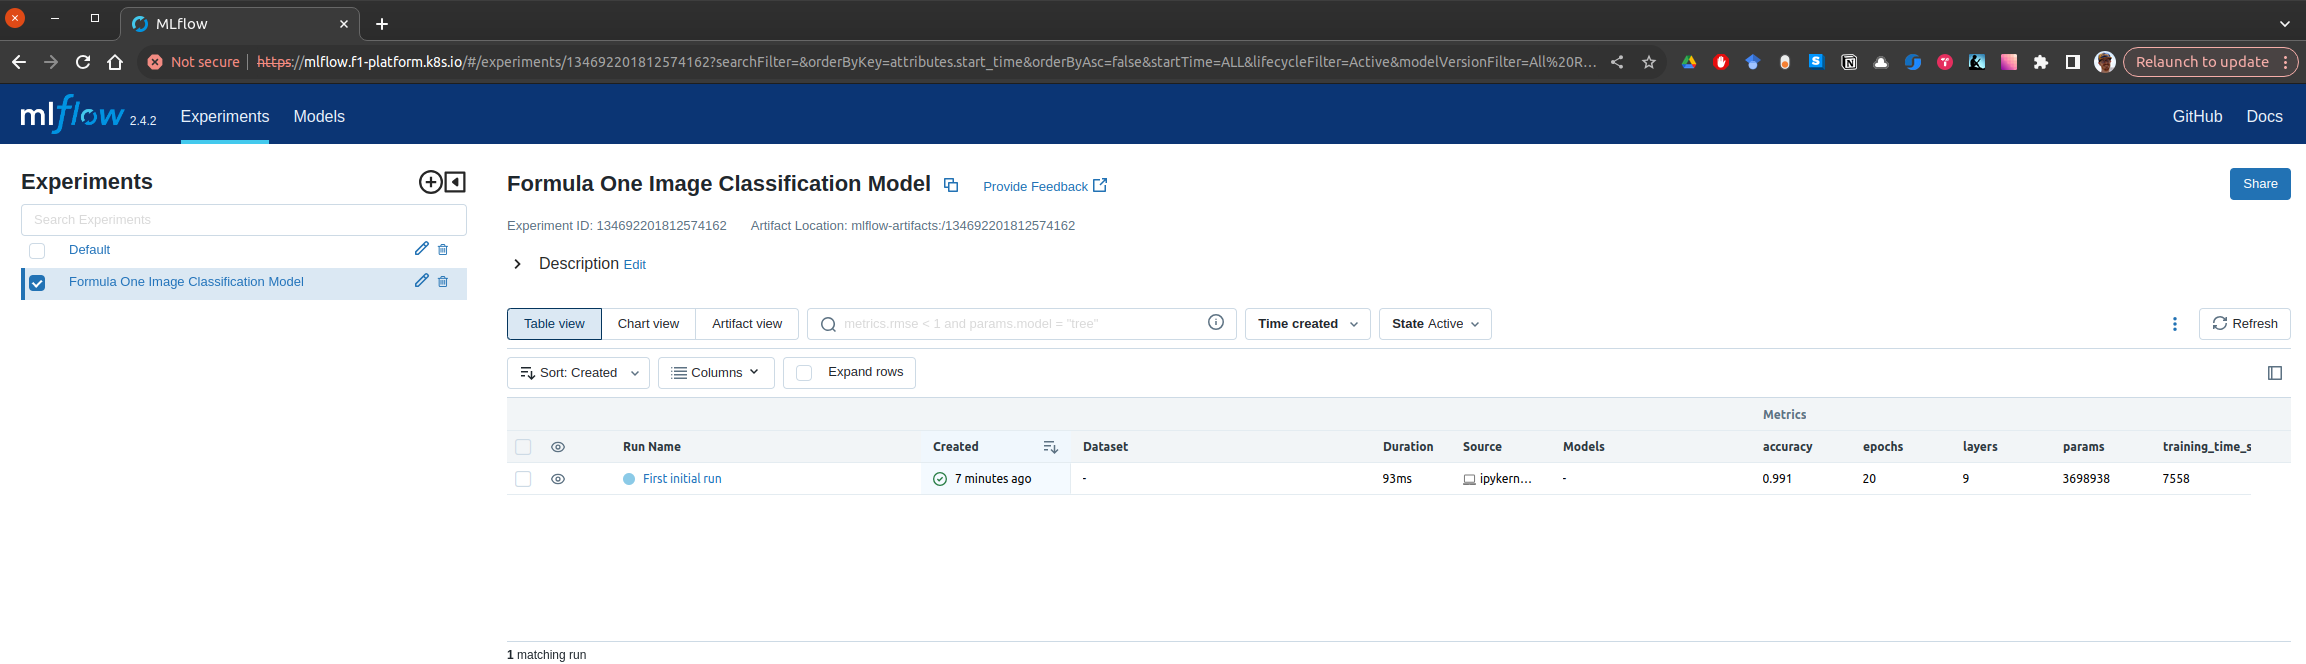 MLflow
Not secure https://mlflow.f1-platform.k8s.io/#/experiments/134692201812574162?searchFilter=&orderByKey=attributes.start_time&orderByAsc=false&startTime=ALL&lifecycleFilter=Active&modelVersionFilter=All%20R... Relaunch to update
mlflow 2.4.2 Experiments Models GitHub Docs
Experiments
Search Experiments
Default
Formula One Image Classification Model
Formula One Image Classification Model Provide Feedback Share
Experiment ID: 134692201812574162 Artifact Location: mlflow-artifacts:/134692201812574162
Description Edit
Table view Chart view Artifact view metrics.rmse < 1 and params.model = "tree" Time created State Active Refresh
Sort: Created Columns Expand rows
Metrics
Run Name Created Dataset Duration Source Models accuracy epochs layers params training_time_s
First initial run 7 minutes ago - 93ms ipykern... - 0.991 20 9 3698938 7558
1 matching run